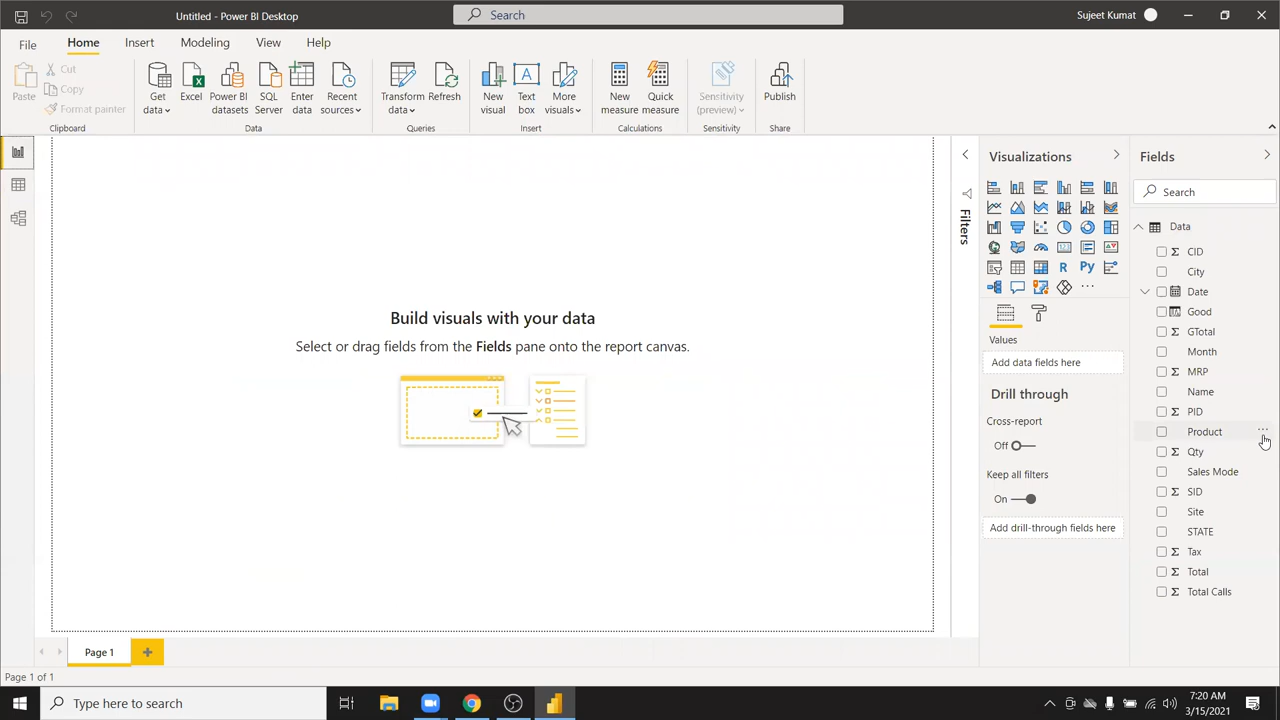 Untitled - Power BI Desktop
Search
Sujeet Kumat
File
Home
Insert
Modeling
View
Help
Paste
Cut
Copy
Format painter
Clipboard
Get data
Excel
Power BI datasets
SQL Server
Enter data
Recent sources
Data
Transform data
Refresh
Queries
New visual
Text box
More visuals
Insert
New measure
Quick measure
Calculations
Sensitivity (preview)
Sensitivity
Publish
Share
Build visuals with your data
Select or drag fields from the Fields pane onto the report canvas.
Filters
Visualizations
R
Py
Values
Add data fields here
Drill through
Cross-report
Off
Keep all filters
On
Add drill-through fields here
Fields
Search
Data
CID
City
Date
Good
GTotal
Month
MRP
Name
PID
Product
Qty
Sales Mode
SID
Site
STATE
Tax
Total
Total Calls
Page 1
Page 1 of 1
Type here to search
7:20 AM
3/15/2021